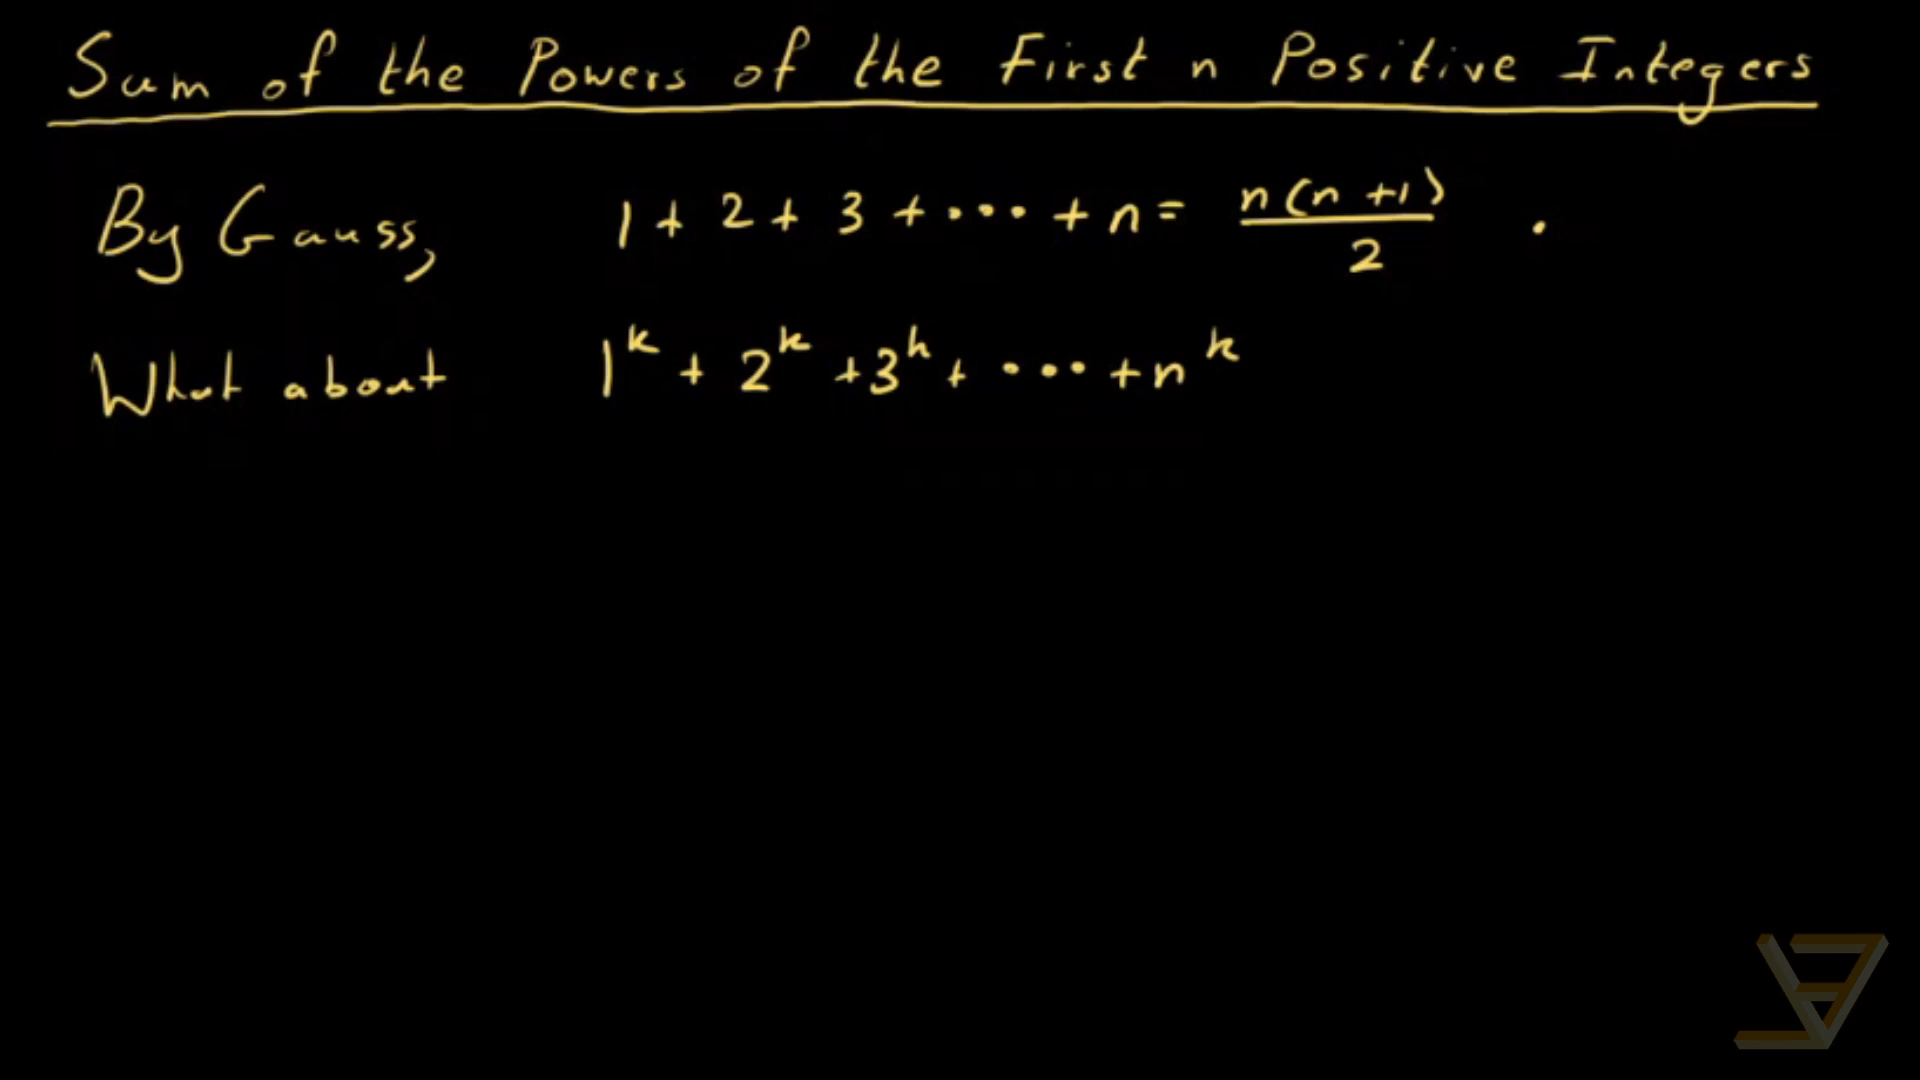 Sum of the Powers of the First n Positive Integers
By Gauss, 1 + 2 + 3 + ... + n = n(n+1)/2 .
What about 1^k + 2^k + 3^k + ... + n^k